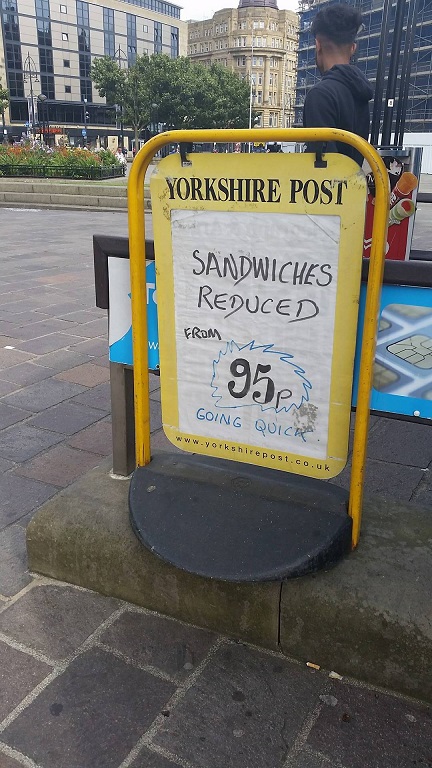 YORKSHIRE POST
SANDWICHES
REDUCED
FROM
95p
GOING QUICK
www.yorkshirepost.co.uk